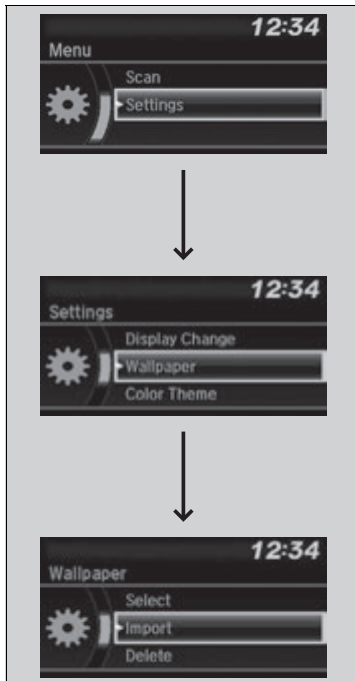 12:34
Menu
Scan
Settings
12:34
Settings
Display Change
Wallpaper
Color Theme
12:34
Wallpaper
Select
Import
Delete